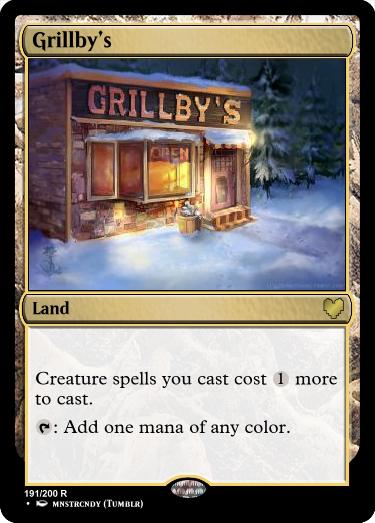 Grillby's
GRILLBY'S
OPEN
Land
Creature spells you cast cost 1 more
to cast.
: Add one mana of any color.
191/200 R
• MNSTRCNDY (TUMBLR)